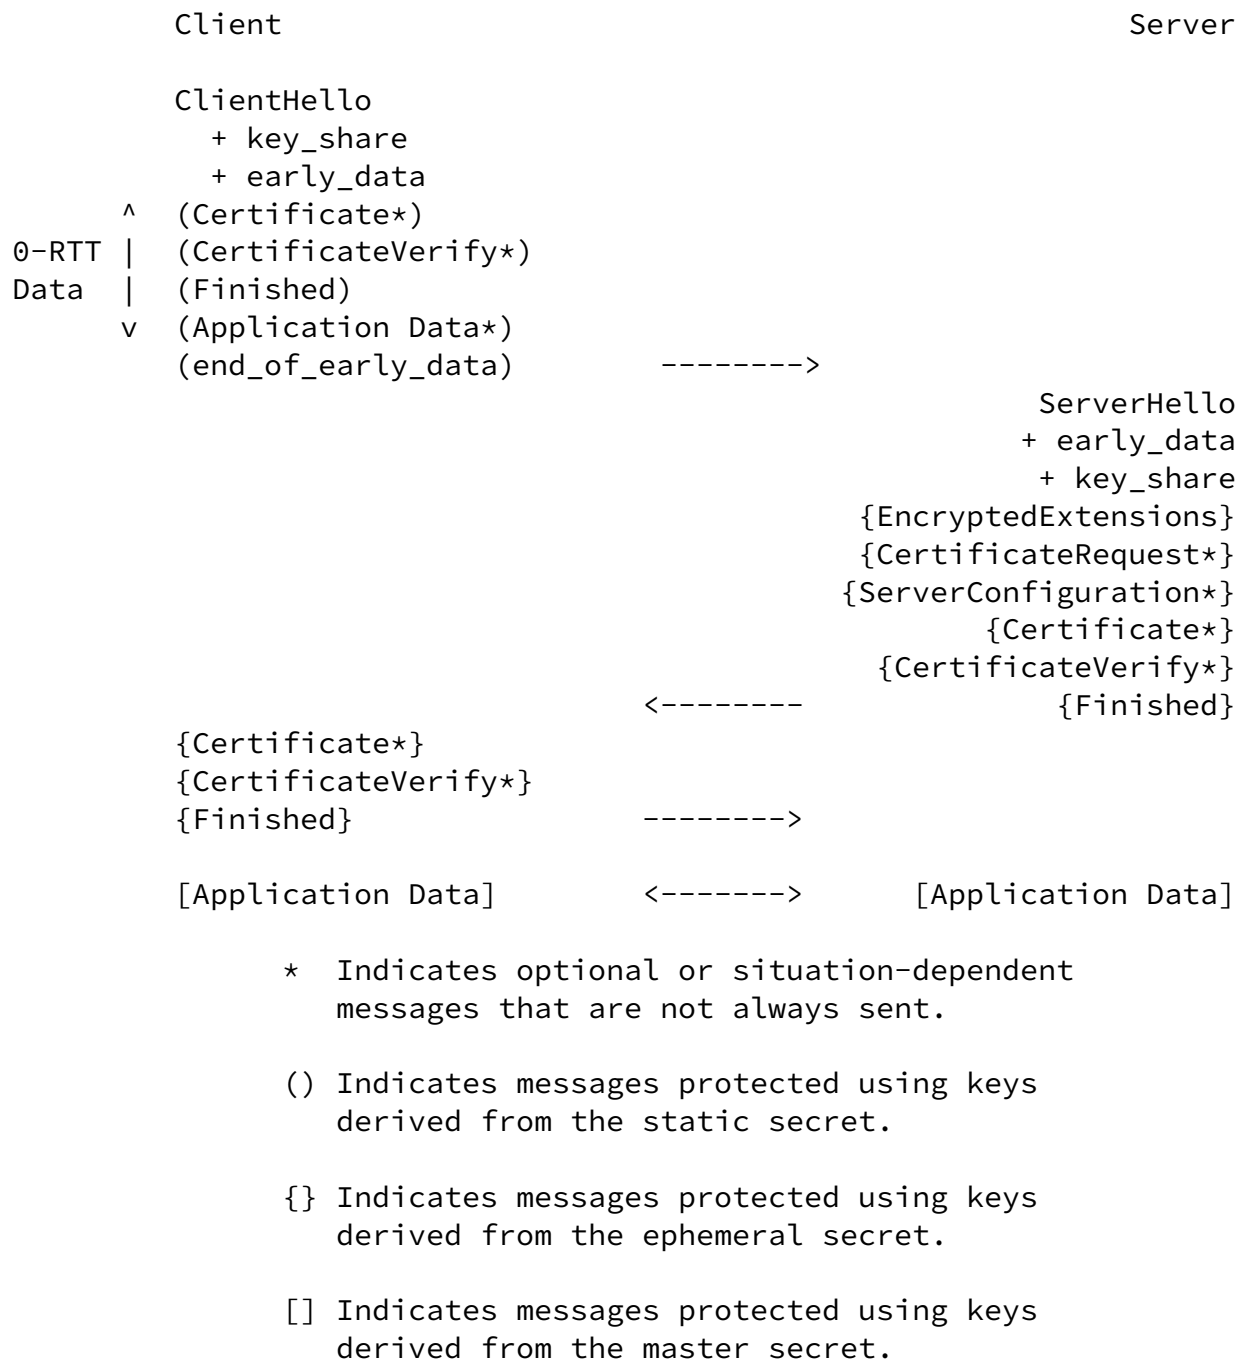 Client                                               Server

ClientHello
  + key_share
  + early_data
^  (Certificate*)
0-RTT |  (CertificateVerify*)
Data  |  (Finished)
v  (Application Data*)
(end_of_early_data)        -------->
ServerHello
+ early_data
+ key_share
{EncryptedExtensions}
{CertificateRequest*}
{ServerConfiguration*}
{Certificate*}
{CertificateVerify*}
<--------              {Finished}
{Certificate*}
{CertificateVerify*}
{Finished}                -------->

[Application Data]        <------->      [Application Data]

*  Indicates optional or situation-dependent
messages that are not always sent.

() Indicates messages protected using keys
derived from the static secret.

{} Indicates messages protected using keys
derived from the ephemeral secret.

[] Indicates messages protected using keys
derived from the master secret.